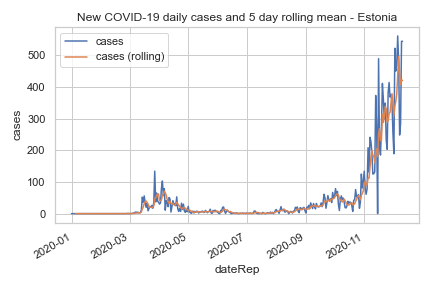 New COVID-19 daily cases and 5 day rolling mean - Estonia
cases
cases (rolling)
500
400
300
200
100
0
cases
2020-01
2020-03
2020-05
2020-07
2020-09
2020-11
dateRep